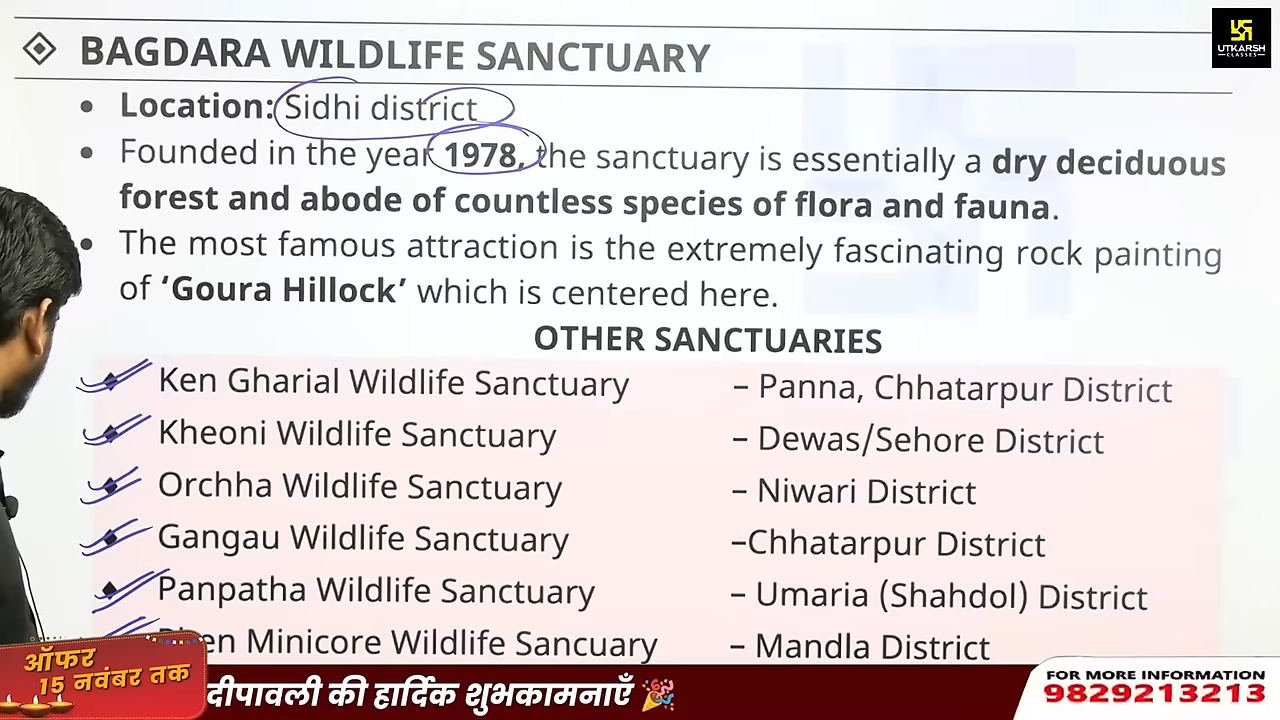 BAGDARA WILDLIFE SANCTUARY
UTKARSH
CLASSES
Location: Sidhi district
Founded in the year 1978, the sanctuary is essentially a dry deciduous
forest and abode of countless species of flora and fauna.
The most famous attraction is the extremely fascinating rock painting
of ‘Goura Hillock’ which is centered here.
OTHER SANCTUARIES
Ken Gharial Wildlife Sanctuary – Panna, Chhatarpur District
Kheoni Wildlife Sanctuary – Dewas/Sehore District
Orchha Wildlife Sanctuary – Niwari District
Gangau Wildlife Sanctuary –Chhatarpur District
Panpatha Wildlife Sanctuary – Umaria (Shahdol) District
Minicore Wildlife Sancuary – Mandla District
ऑफर
15 नवंबर तक
दीपावली की हार्दिक शुभकामनाएँ
FOR MORE INFORMATION
9829213213